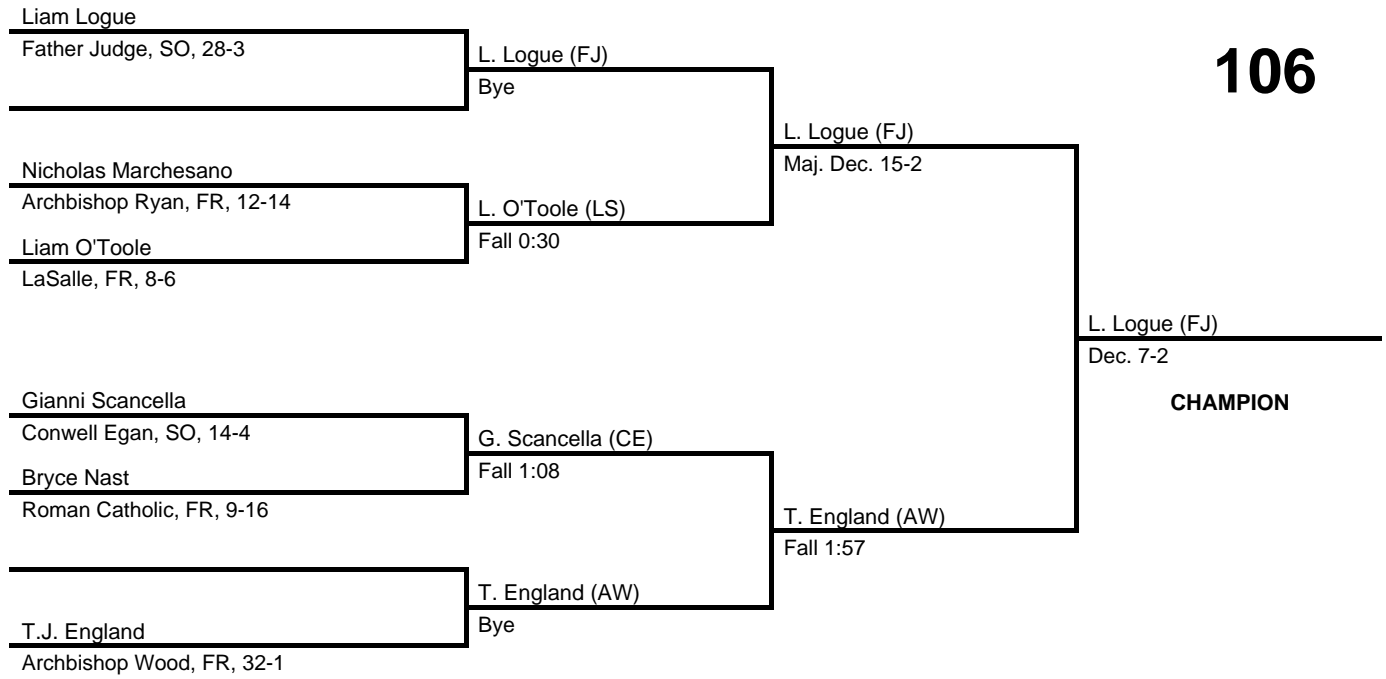 106
Liam Logue
Father Judge, SO, 28-3
L. Logue (FJ)
Bye
L. Logue (FJ)
Maj. Dec. 15-2
Nicholas Marchesano
Archbishop Ryan, FR, 12-14
L. O'Toole (LS)
Fall 0:30
Liam O'Toole
LaSalle, FR, 8-6
L. Logue (FJ)
Dec. 7-2
CHAMPION
Gianni Scancella
Conwell Egan, SO, 14-4
G. Scancella (CE)
Fall 1:08
Bryce Nast
Roman Catholic, FR, 9-16
T. England (AW)
Fall 1:57
T. England (AW)
Bye
T.J. England
Archbishop Wood, FR, 32-1